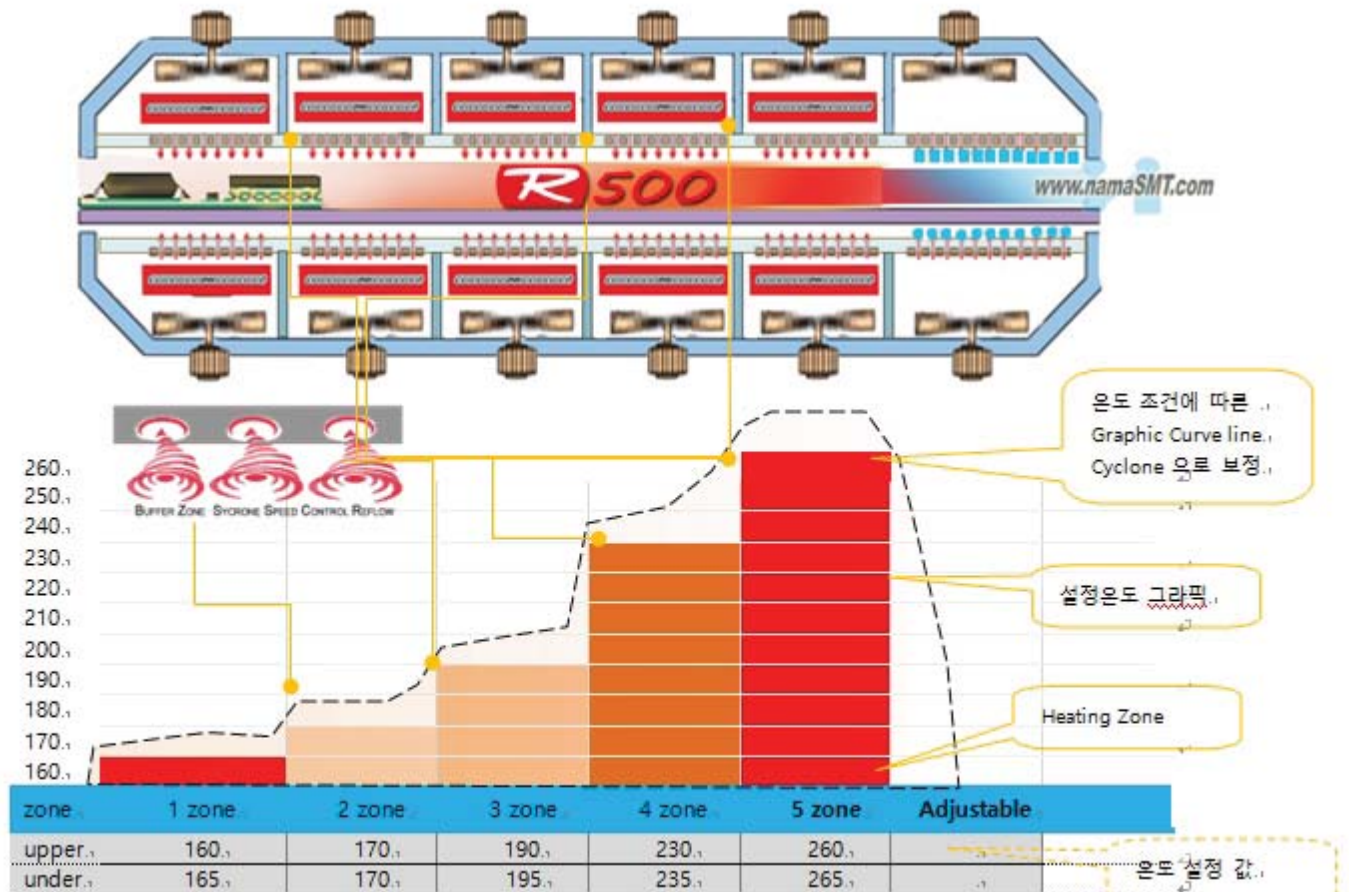 R500
www.namaSMT.com
온도 조건에 따른
Graphic Curve line.
Cyclone 으로 보정.
BUFFER ZONE SYCRONE SPEED CONTROL REFLOW
260.
250.
240.
230.
220.
210.
200.
190.
180.
170.
160.
설정온도 그라픽.
Heating Zone
zone 1 zone 2 zone 3 zone 4 zone 5 zone Adjustable
upper. 160. 170. 190. 230. 260.
under. 165. 170. 195. 235. 265.
온도 설정 값.